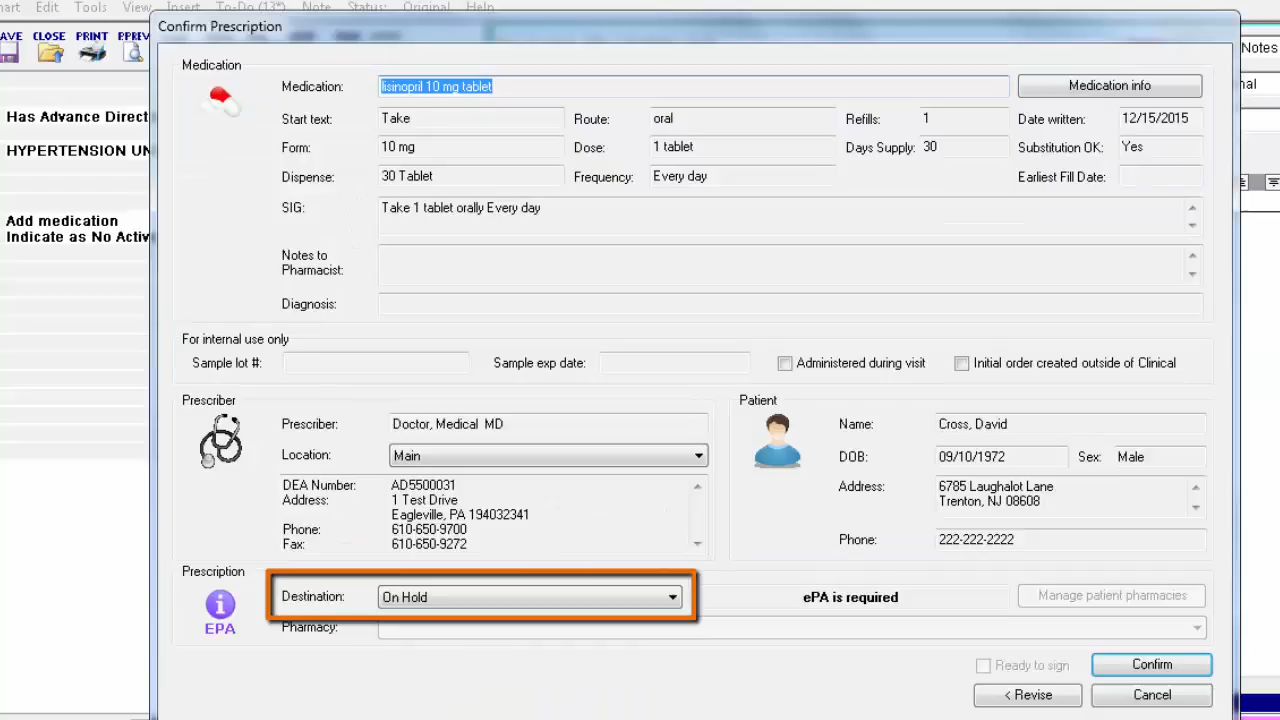 hart Edit Tools View Insert To-Do (13*) Note Status: Original Help
AVE CLOSE PRINT PPREV
Confirm Prescription
Notes
nal
Has Advance Direct
HYPERTENSION UN
Add medication
Indicate as No Activ
Medication
Medication: lisinopril 10 mg tablet Medication info
Start text: Take Route: oral Refills: 1 Date written: 12/15/2015
Form: 10 mg Dose: 1 tablet Days Supply: 30 Substitution OK: Yes
Dispense: 30 Tablet Frequency: Every day Earliest Fill Date:
SIG: Take 1 tablet orally Every day
Notes to
Pharmacist:
Diagnosis:
For internal use only
Sample lot #: Sample exp date: Administered during visit Initial order created outside of Clinical
Prescriber
Prescriber: Doctor, Medical MD
Location: Main
DEA Number: AD5500031
Address: 1 Test Drive
Eagleville, PA 194032341
Phone: 610-650-9700
Fax: 610-650-9272
Patient
Name: Cross, David
DOB: 09/10/1972 Sex: Male
Address: 6785 Laughalot Lane
Trenton, NJ 08608
Phone: 222-222-2222
Prescription
Destination: On Hold ePA is required Manage patient pharmacies
EPA
Pharmacy:
Ready to sign Confirm
< Revise Cancel